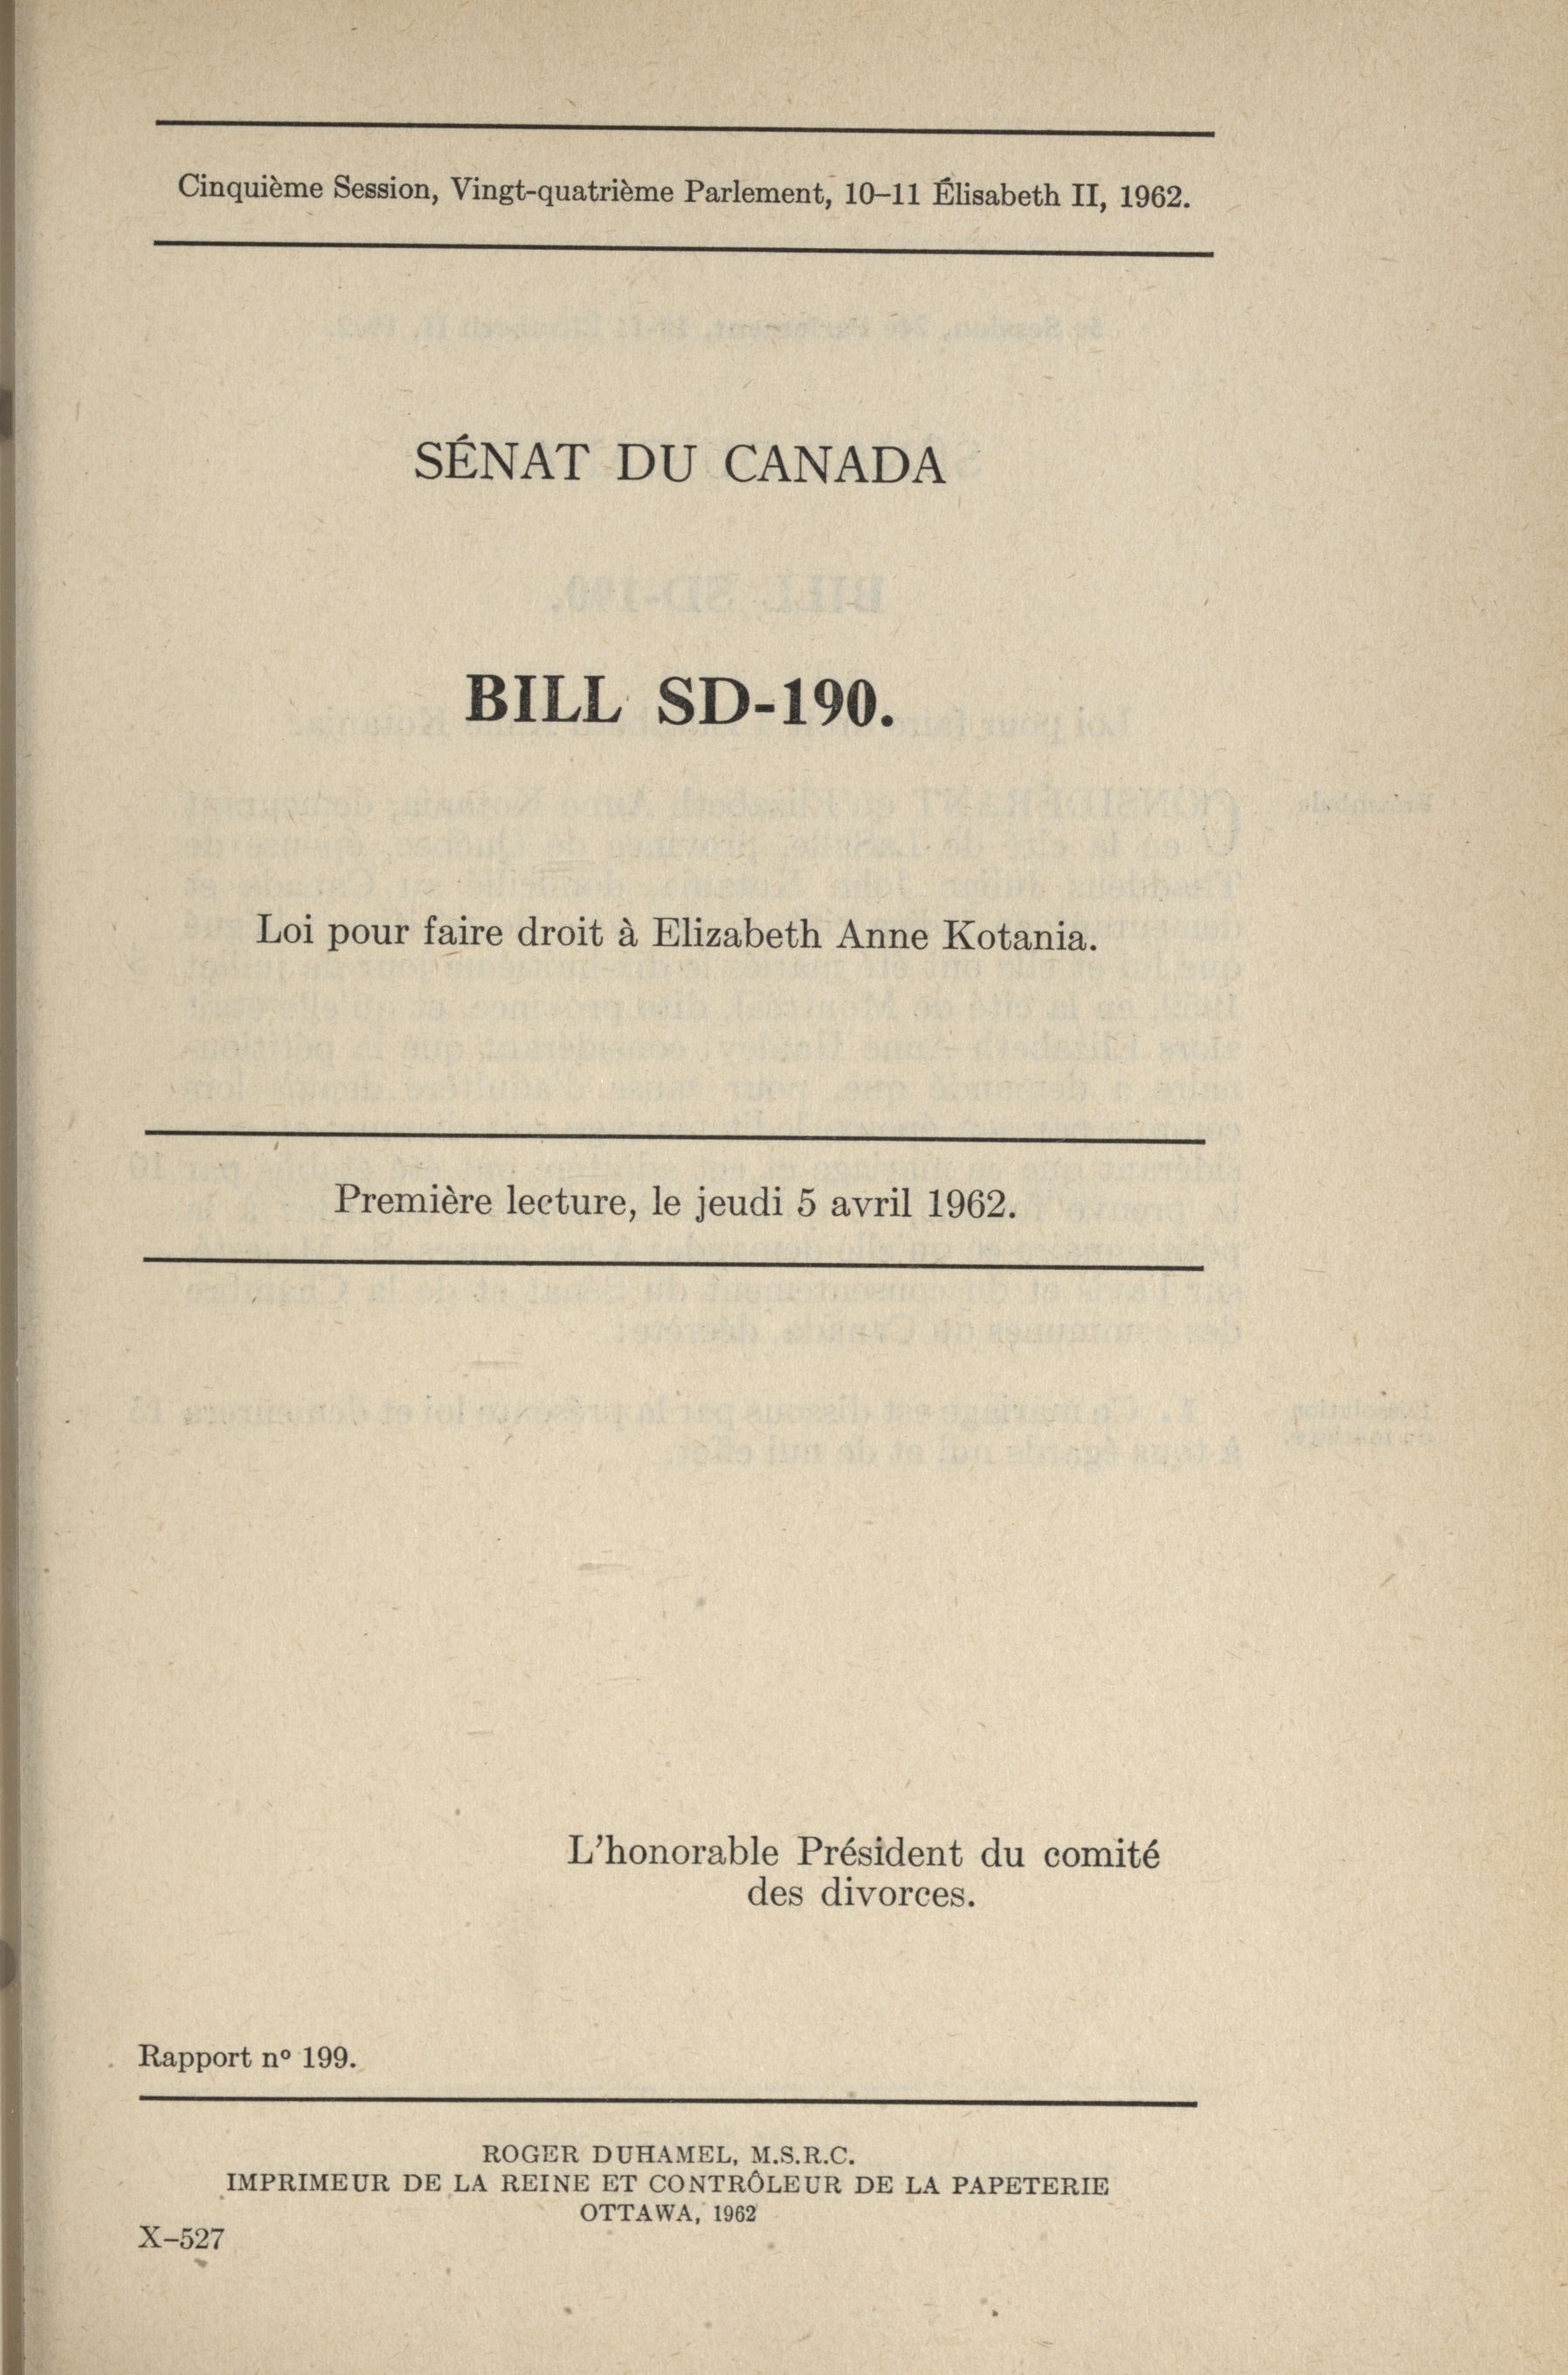 Cinquième Session, Vingt-quatrième Parlement, 10–11 Élisabeth II, 1962.
SÉNAT DU CANADA
BILL SD-190.
Loi pour faire droit à Elizabeth Anne Kotania.
Première lecture, le jeudi 5 avril 1962.
L'honorable Président du comité
des divorces.
Rapport nº 199.
ROGER DUHAMEL, M.S.R.C.
IMPRIMEUR DE LA REINE ET CONTRÔLEUR DE LA PAPETERIE
OTTAWA, 1962
X–527